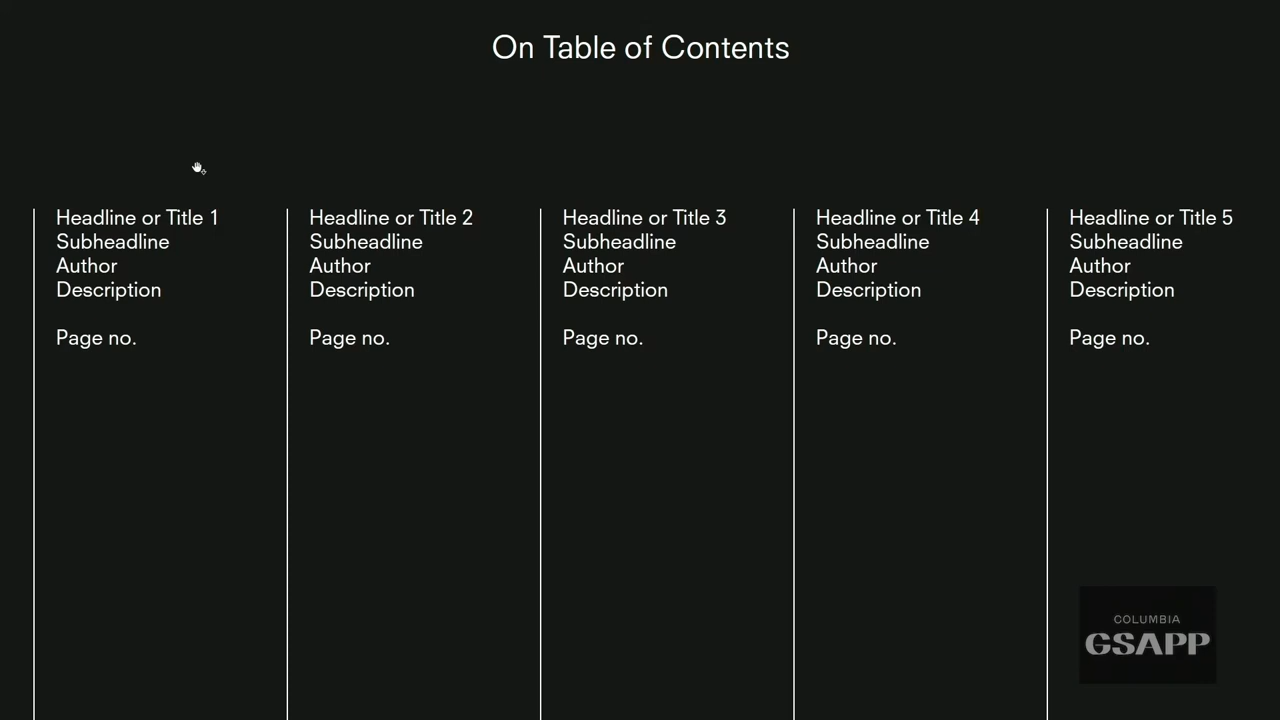 On Table of Contents
Headline or Title 1
Subheadline
Author
Description
Page no.
Headline or Title 2
Subheadline
Author
Description
Page no.
Headline or Title 3
Subheadline
Author
Description
Page no.
Headline or Title 4
Subheadline
Author
Description
Page no.
Headline or Title 5
Subheadline
Author
Description
Page no.
COLUMBIA
GSAPP